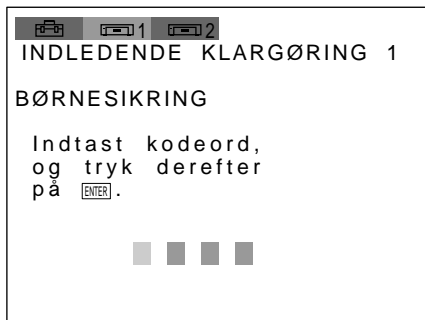 1 2
INDLEDENDE KLARGØRING 1
BØRNESIKRING
Indtast kodeord,
og tryk derefter
på ENTER.